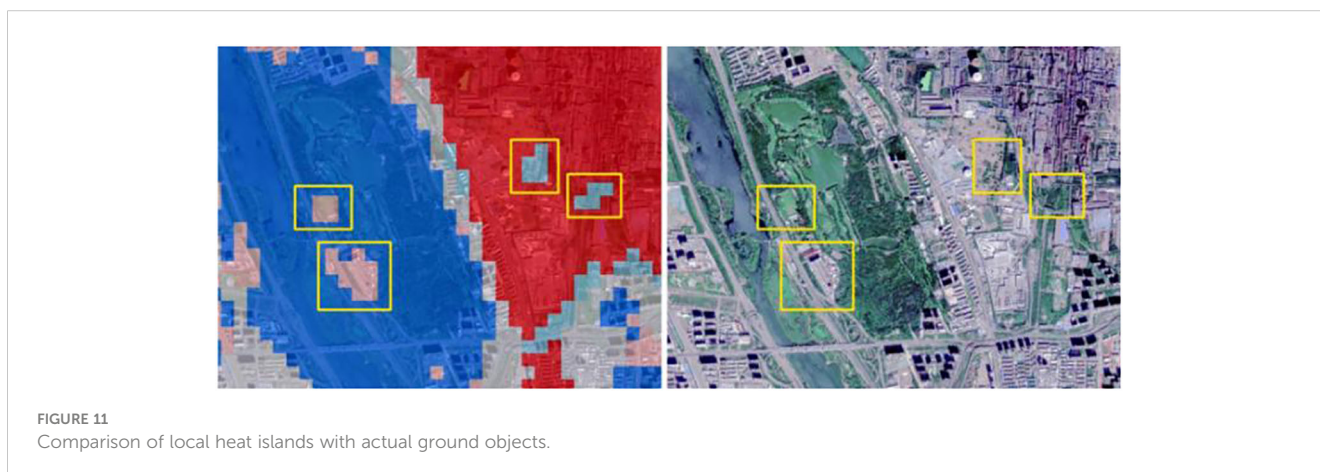 FIGURE 11
Comparison of local heat islands with actual ground objects.